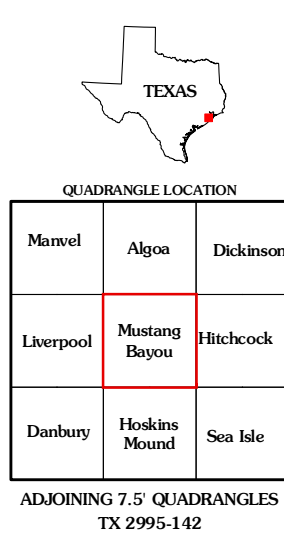 TEXAS
QUADRANGLE LOCATION
Manvel
Algoa
Dickinson
Liverpool
Mustang
Bayou
Hitchcock
Danbury
Hoskins
Mound
Sea Isle
ADJOINING 7.5' QUADRANGLES
TX 2995-142